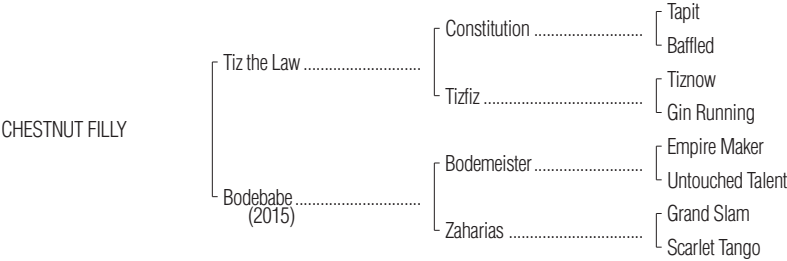 Tapit
Constitution ........................
Baffled
Tiz the Law ..........................
Tiznow
Tizfiz ...................................
Gin Running
CHESTNUT FILLY
Empire Maker
Bodemeister........................
Untouched Talent
Bodebabe............................
(2015)
Grand Slam
Zaharias ..............................
Scarlet Tango